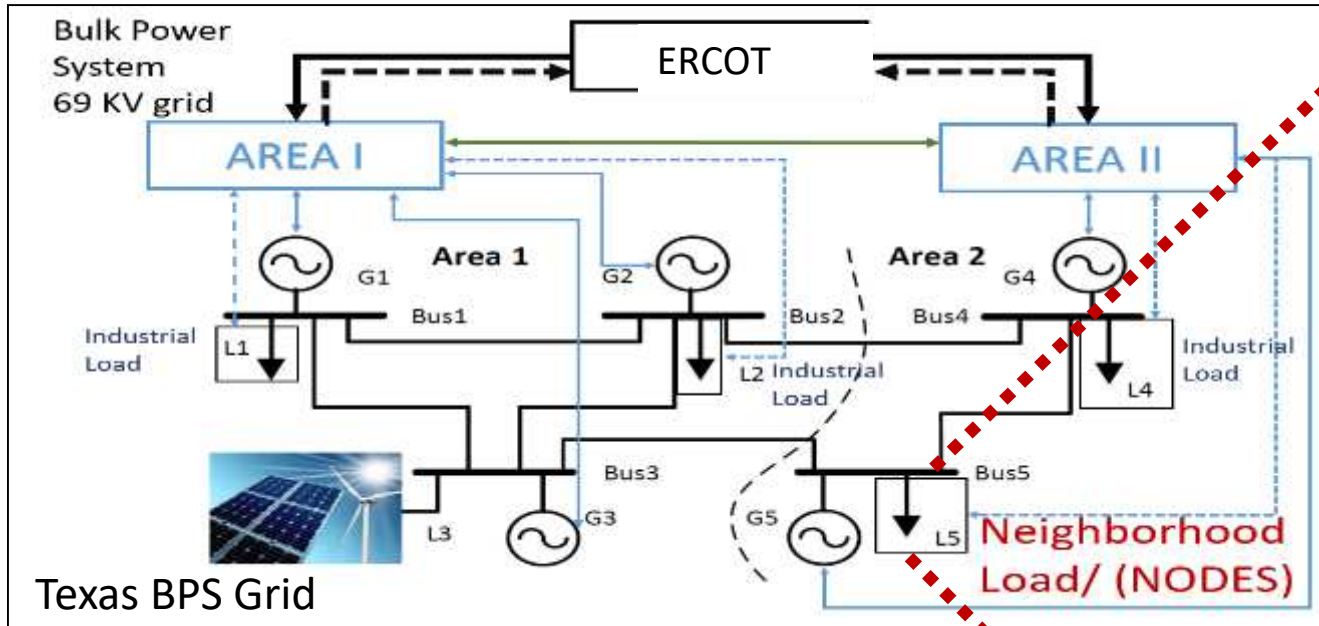 Bulk Power
System
69 KV grid
ERCOT
AREA I
AREA II
Area 1
Area 2
G1
G2
G4
Bus1
Bus2
Bus4
Industrial
Load
L1
L2
Industrial
Load
Industrial
Load
L4
Bus3
Bus5
L3
G3
G5
L5
Neighborhood
Load/ (NODES)
Texas BPS Grid